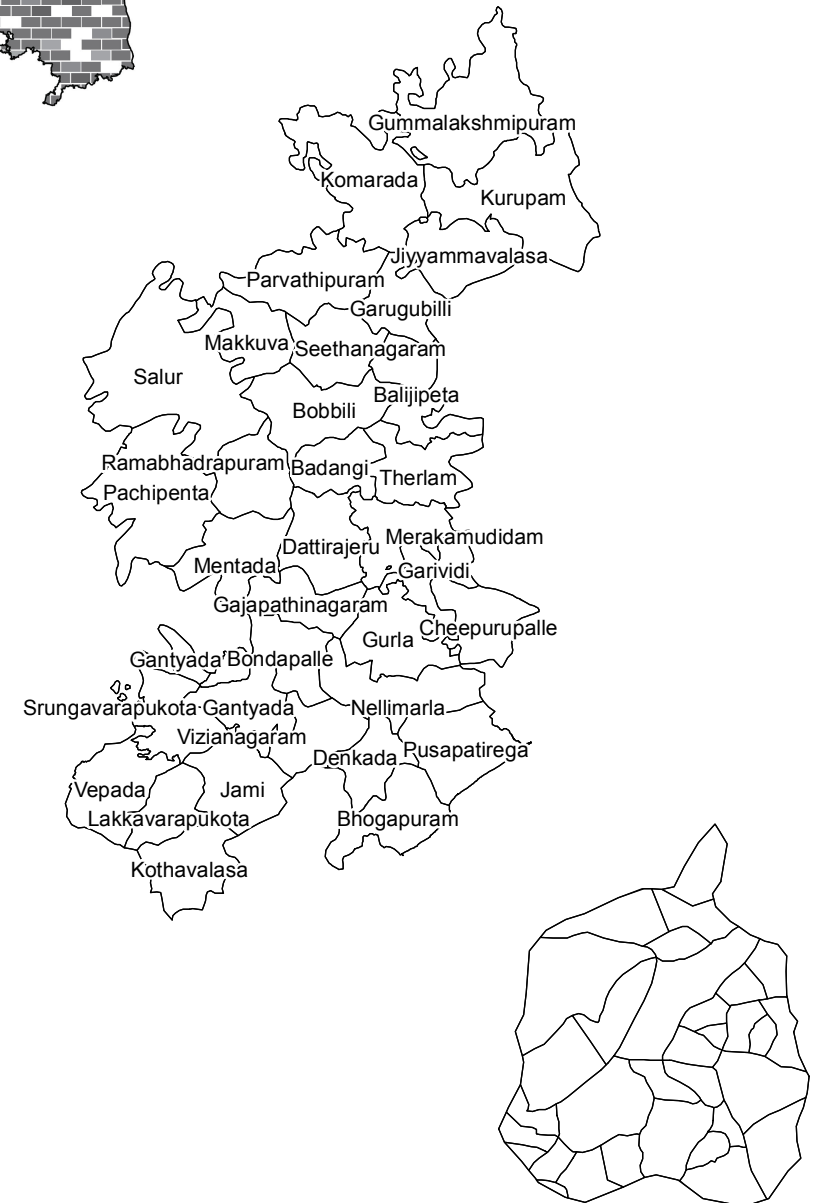 Gummalakshmipuram
Komarada
Kurupam
Jiyyammavalasa
Parvathipuram
Garugubilli
Makkuva
Seethanagaram
Salur
Balijipeta
Bobbili
Ramabhadrapuram
Badangi
Therlam
Pachipenta
Merakamudidam
Dattirajeru
Mentada
Garividi
Gajapathinagaram
Cheepurupalle
Gurla
Gantyada
Bondapalle
Srungavarapukota
Gantyada
Nellimarla
Vizianagaram
Pusapatirega
Denkada
Vepada
Jami
Lakkavarapukota
Bhogapuram
Kothavalasa